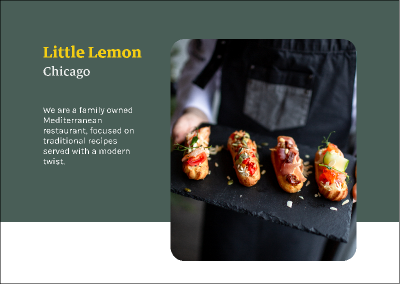 Little Lemon
Chicago
We are a family owned
Mediterranean
restaurant, focused on
traditional recipes
served with a modern
twist.